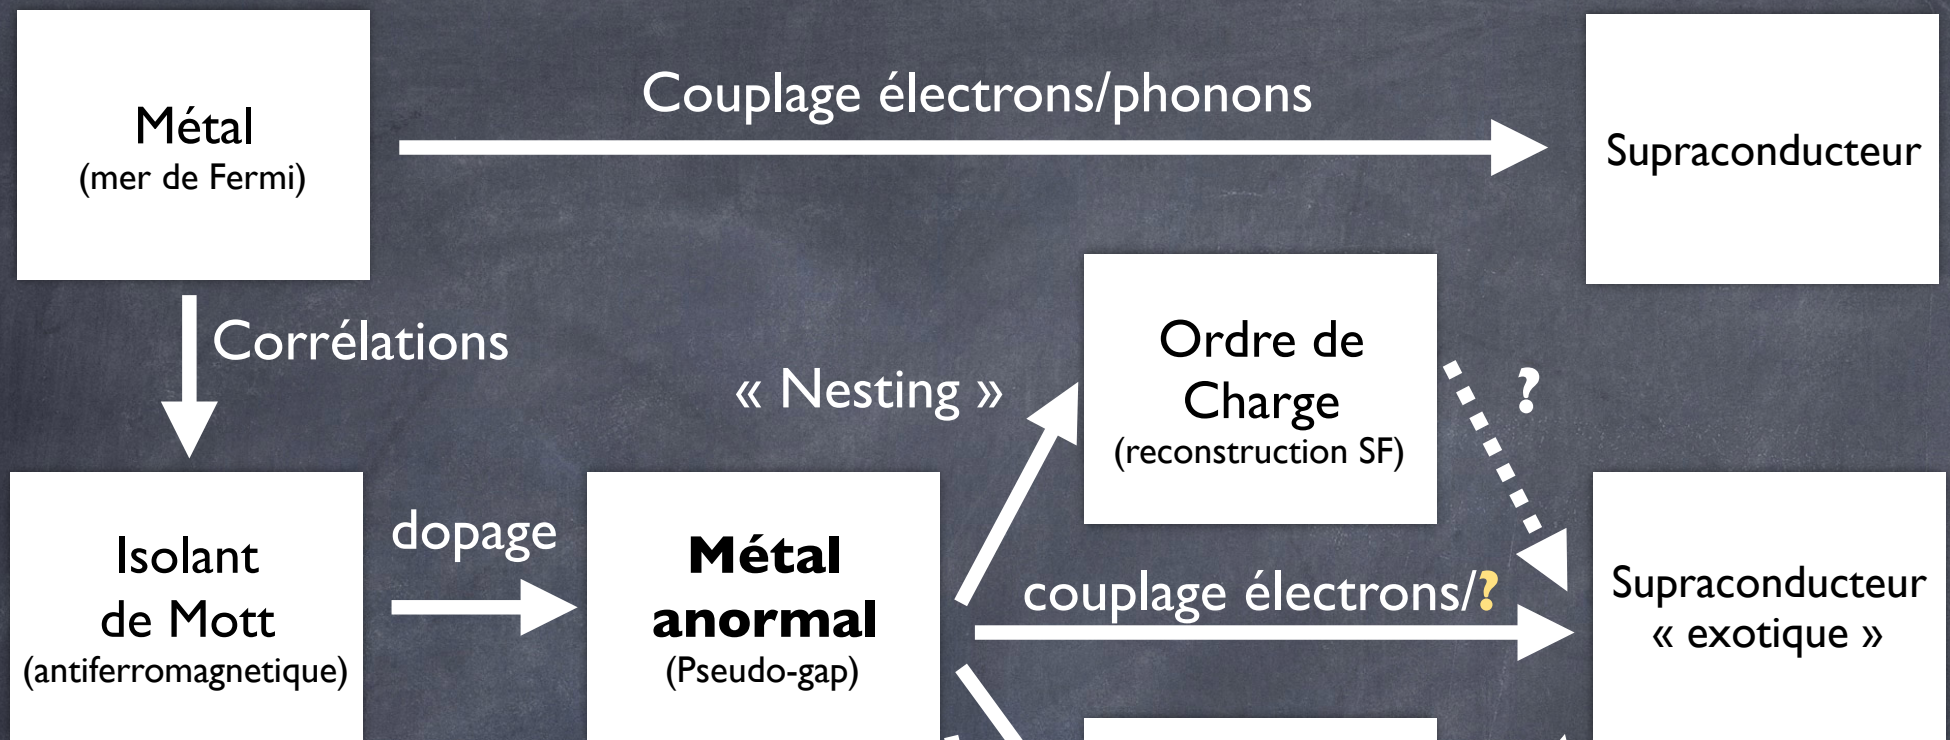 Métal
(mer de Fermi)
Couplage électrons/phonons
Supraconducteur
Corrélations
« Nesting »
Ordre de
Charge
(reconstruction SF)
?
Isolant
de Mott
(antiferromagnetique)
dopage
Métal
anormal
(Pseudo-gap)
couplage électrons/?
Supraconducteur
« exotique »